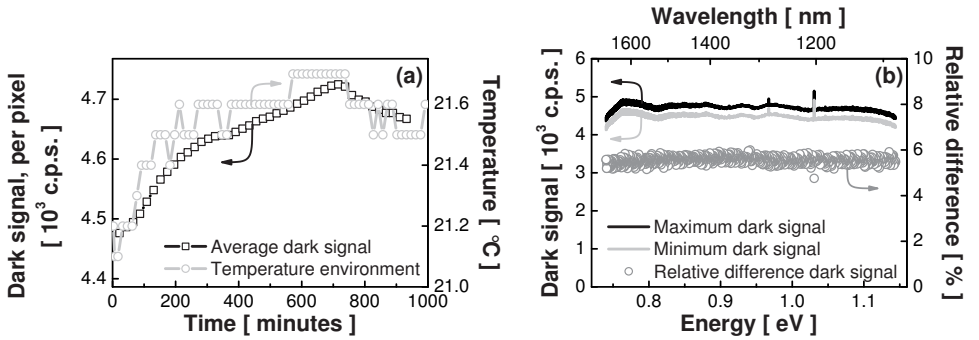 (a)
4.7
4.6
4.5
4.4
Dark signal, per pixel
[ 10³ c.p.s. ]
21.6
21.4
21.2
21.0
Temperature [ °C ]
Average dark signal
Temperature environment
0 200 400 600 800 1000
Time [ minutes ]
Wavelength [ nm ]
1600 1400 1200
(b)
6
5
4
3
2
1
0
Dark signal [ 10³ c.p.s. ]
10
8
6
4
2
0
Relative difference [ % ]
Maximum dark signal
Minimum dark signal
Relative difference dark signal
0.8 0.9 1.0 1.1
Energy [ eV ]